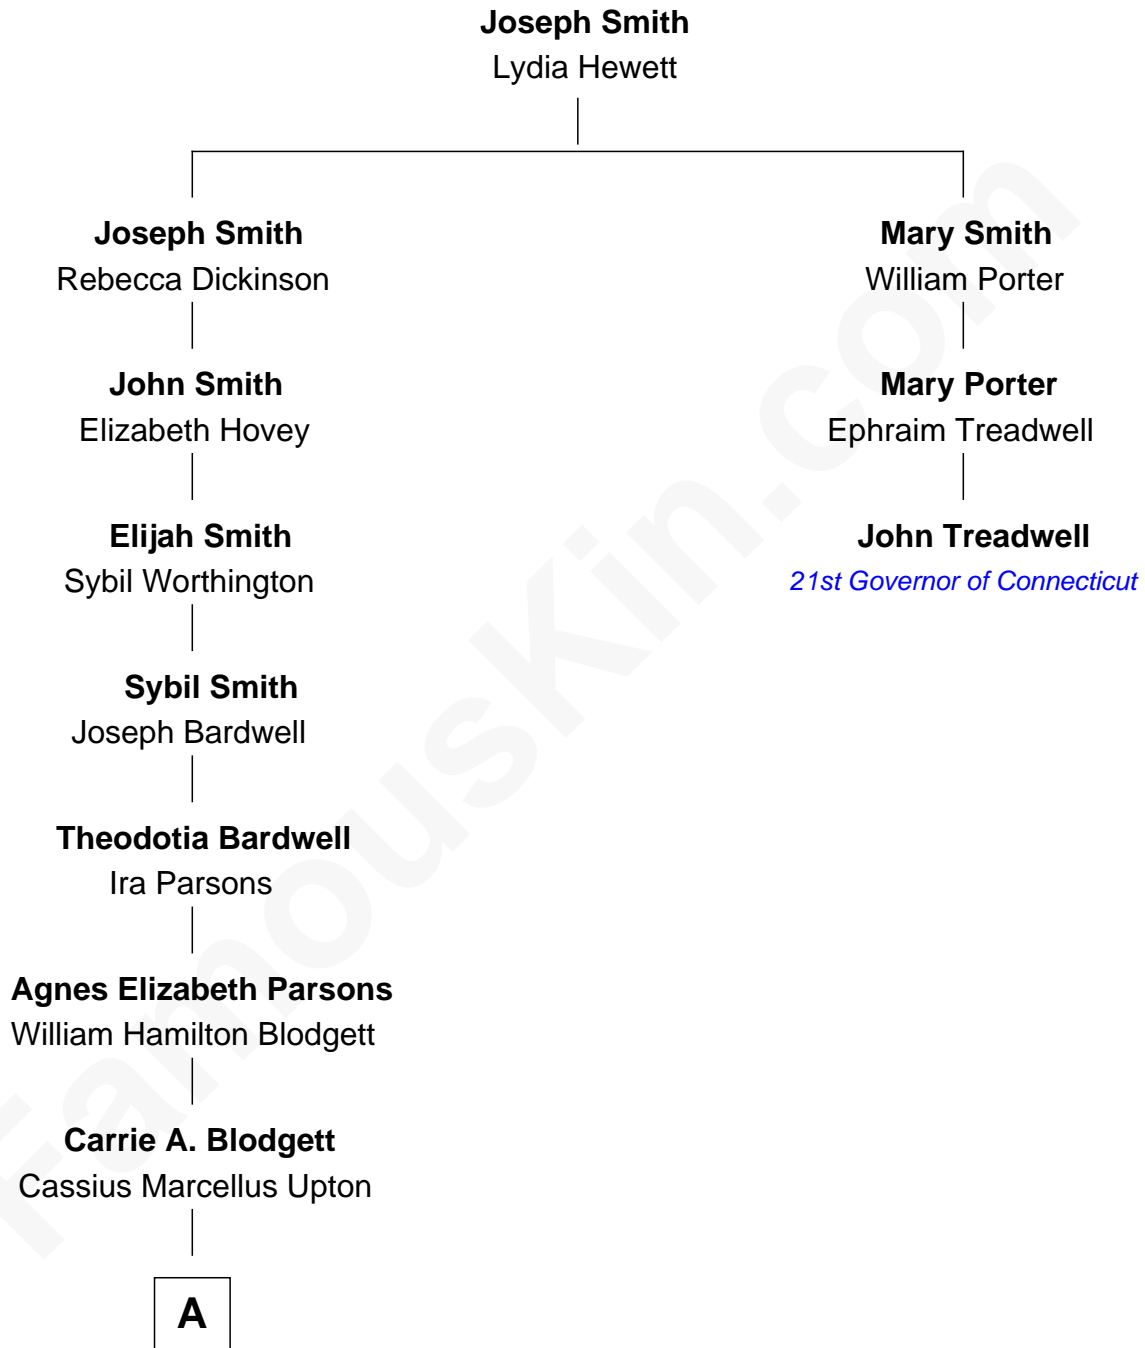 Joseph Smith
Lydia Hewett
Joseph Smith
Rebecca Dickinson
Mary Smith
William Porter
John Smith
Elizabeth Hovey
Mary Porter
Ephraim Treadwell
Elijah Smith
Sybil Worthington
John Treadwell
21st Governor of Connecticut
Sybil Smith
Joseph Bardwell
Theodotia Bardwell
Ira Parsons
Agnes Elizabeth Parsons
William Hamilton Blodgett
Carrie A. Blodgett
Cassius Marcellus Upton
A
FamousKin.com